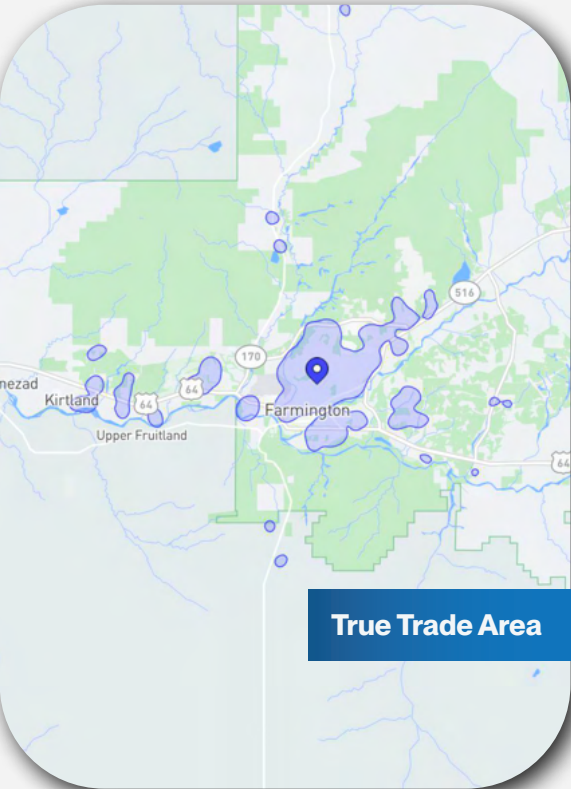 516
170
nezad
64
Kirtland
64
Farmington
Upper Fruitland
64
True Trade Area